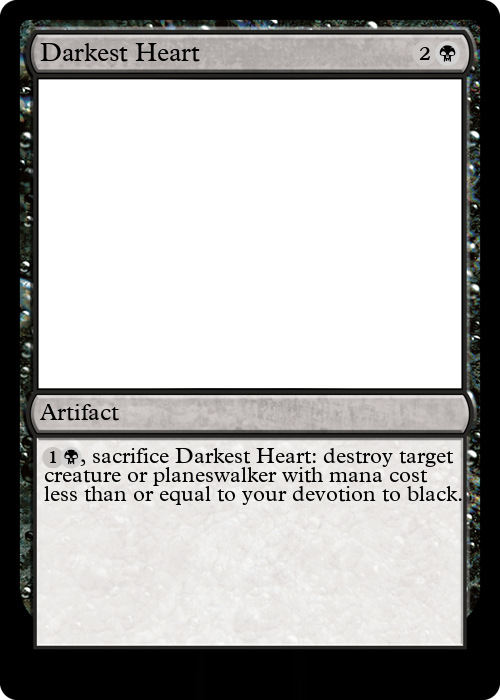 Darkest Heart 2
Artifact
1, sacrifice Darkest Heart: destroy target
creature or planeswalker with mana cost
less than or equal to your devotion to black.